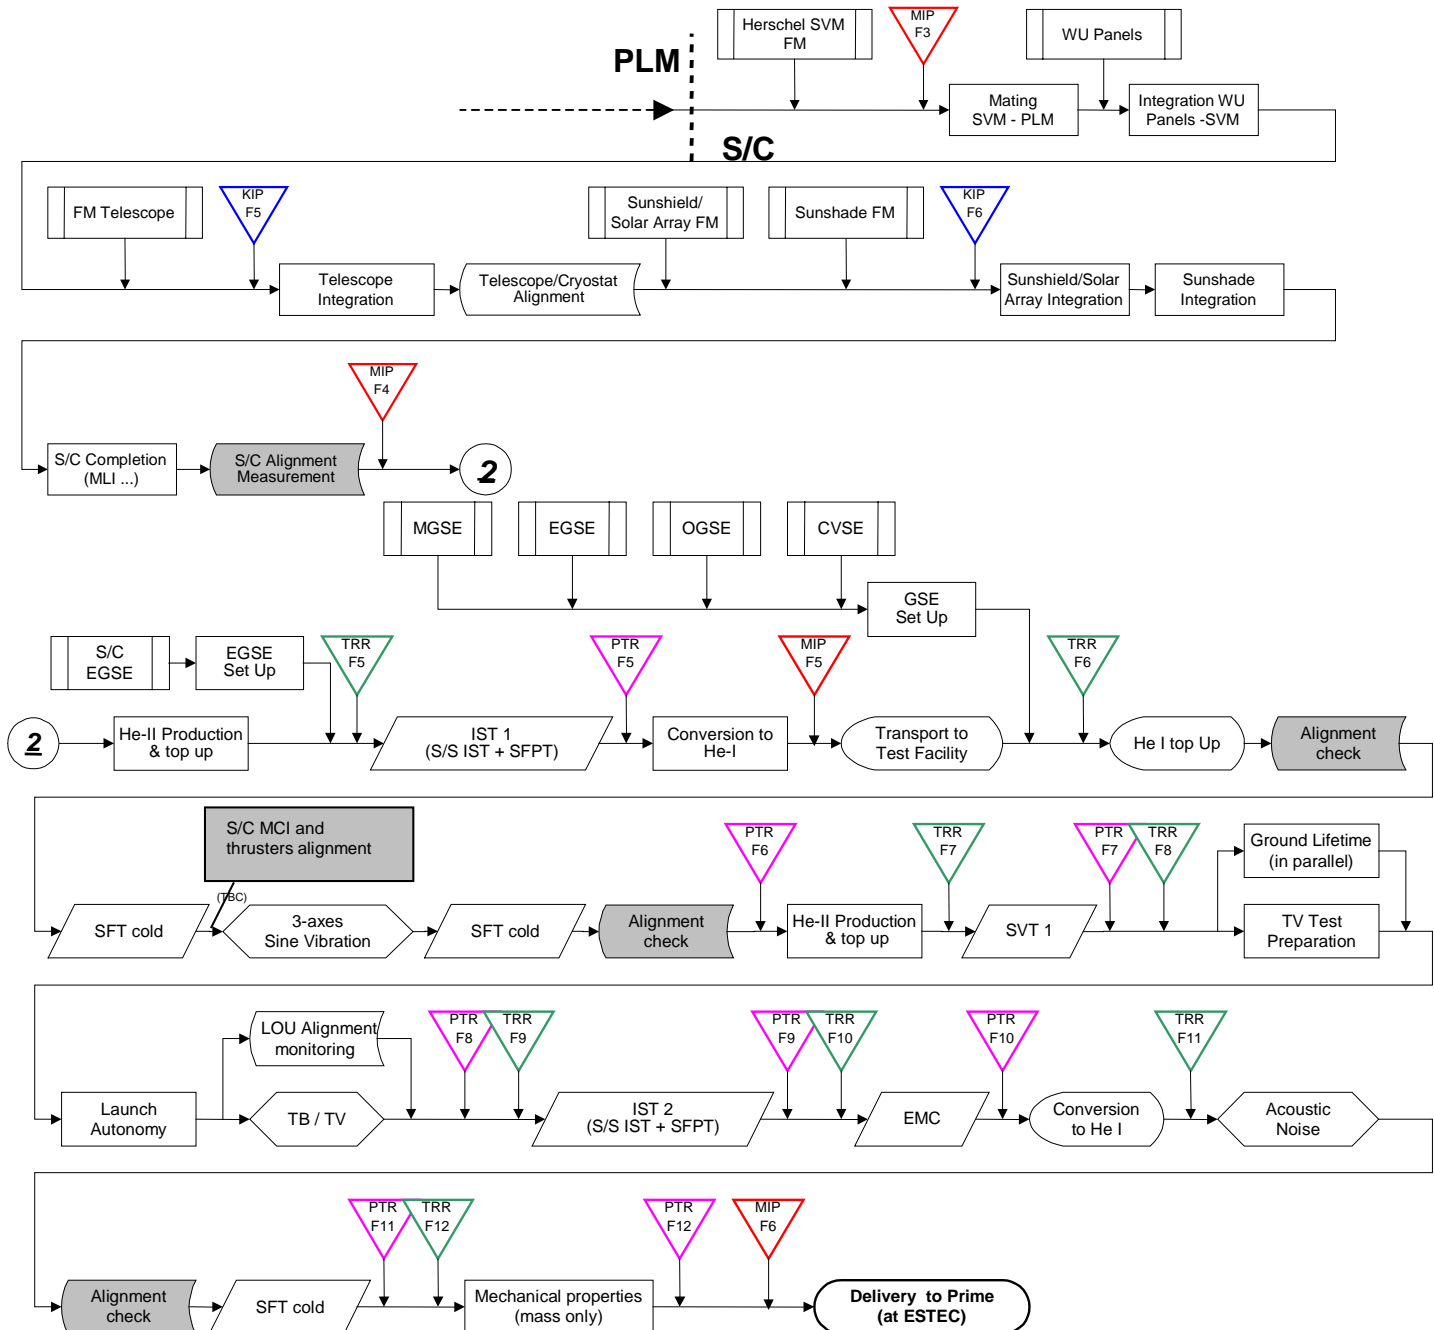 Herschel SVM
FM
MIP
F3
WU Panels
PLM
Mating
SVM - PLM
Integration WU
Panels -SVM
S/C
FM Telescope
KIP
F5
Sunshield/
Solar Array FM
Sunshade FM
KIP
F6
Telescope
Integration
Telescope/Cryostat
Alignment
Sunshield/Solar
Array Integration
Sunshade
Integration
MIP
F4
S/C Completion
(MLI ...)
S/C Alignment
Measurement
2
MGSE
EGSE
OGSE
CVSE
GSE
Set Up
S/C
EGSE
EGSE
Set Up
TRR
F5
PTR
F5
MIP
F5
TRR
F6
2
He-II Production
& top up
IST 1
(S/S IST + SFPT)
Conversion to
He-I
Transport to
Test Facility
He I top Up
Alignment
check
S/C MCI and
thrusters alignment
(TBC)
PTR
F6
TRR
F7
PTR
F7
TRR
F8
Ground Lifetime
(in parallel)
SFT cold
3-axes
Sine Vibration
SFT cold
Alignment
check
He-II Production
& top up
SVT 1
TV Test
Preparation
LOU Alignment
monitoring
PTR
F8
TRR
F9
PTR
F9
TRR
F10
PTR
F10
TRR
F11
Launch
Autonomy
TB / TV
IST 2
(S/S IST + SFPT)
EMC
Conversion
to He I
Acoustic
Noise
PTR
F11
TRR
F12
PTR
F12
MIP
F6
Alignment
check
SFT cold
Mechanical properties
(mass only)
Delivery to Prime
(at ESTEC)